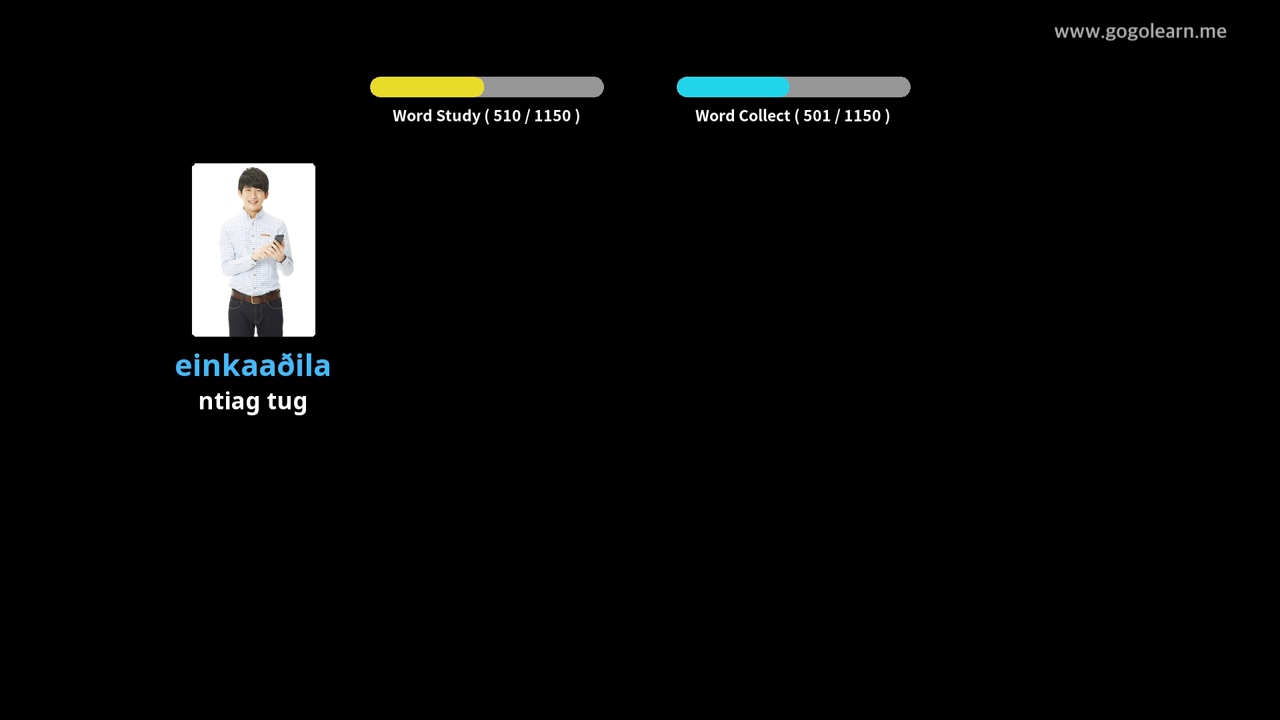 www.gogolearn.me
Word Study ( 510 / 1150 )
Word Collect ( 501 / 1150 )
einkaaðila
ntiag tug